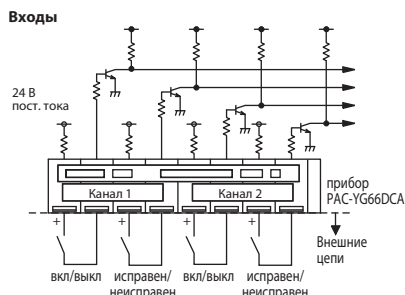 Входы
24 В
пост. тока
Канал 1
Канал 2
прибор
PAC-YG66DCA
+ + + +
Внешние
цепи
вкл/выкл исправен/ вкл/выкл исправен/
неисправен неисправен